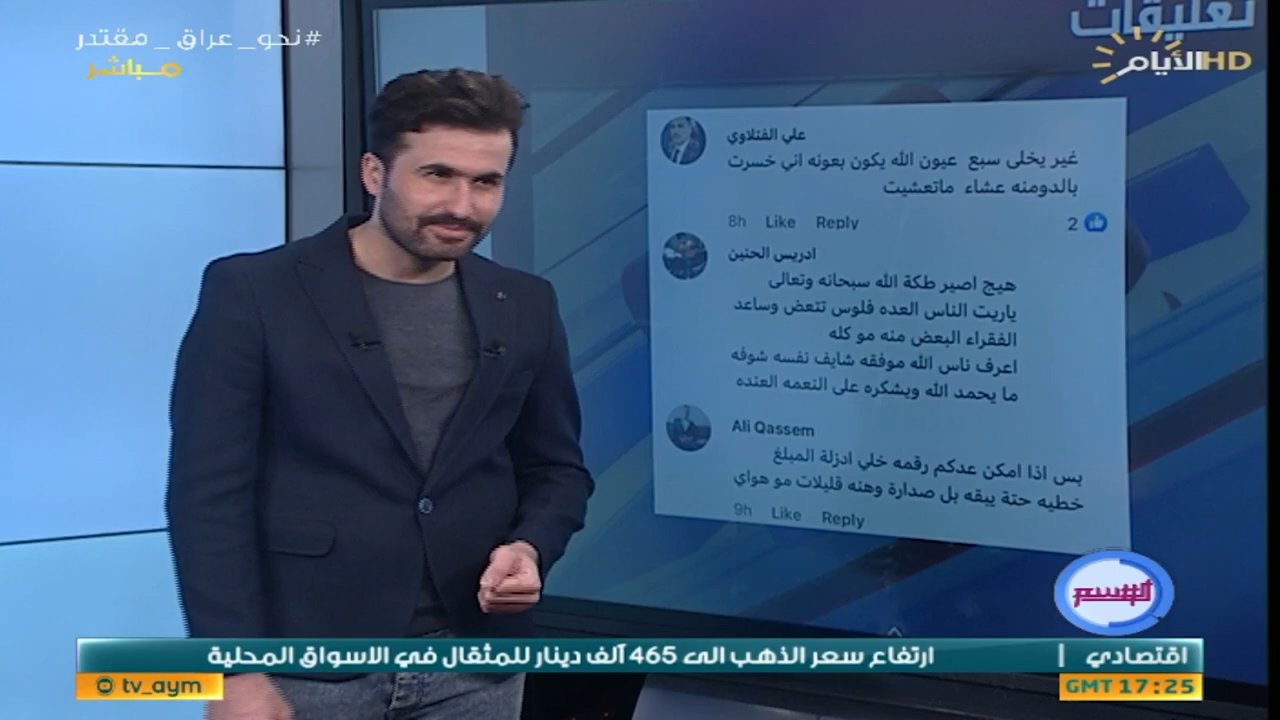 #نحو_عراق_مقتدر
مباشر
تعليقات
الأيام HD
علي الفتلاوي
غير يخلى سبع عيون الله يكون بعونه اني خسرت
بالدومنه عشاء ماتعشيت
8h Like Reply 2
ادريس الحنين
هيج اصير طكة الله سبحانه وتعالى
ياريت الناس العده فلوس تتعض وساعد
الفقراء البعض منه مو كله
اعرف ناس الله موفقه شايف نفسه شوفه
ما يحمد الله ويشكره على النعمه العنده
Ali Qassem
بس اذا امكن عدكم رقمه خلي ادزلة المبلغ
خطيه حتة يبقه بل صدارة وهنه قليلات مو هواي
9h Like Reply
اقتصادي | ارتفاع سعر الذهب الى 465 آلف دينار للمثقال في الاسواق المحلية
tv_aym
GMT 17:25